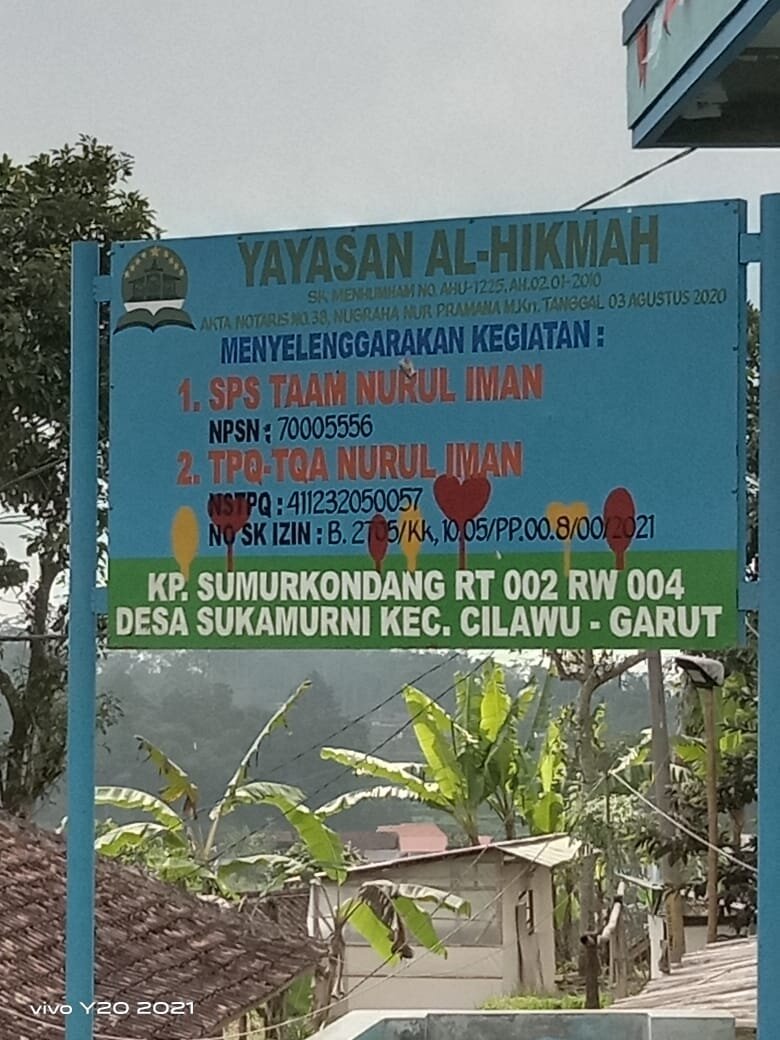 YAYASAN AL-HIKMAH
SK. MENHUMHAM NO. AHU-1225.AH.02.01-2010
AKTA NOTARIS NO. 38, NUGRAHA NUR PRAMANA M.Kn. TANGGAL 03 AGUSTUS 2020
MENYELENGGARAKAN KEGIATAN :
1. SPS TAAM NURUL IMAN
NPSN : 70005556
2. TPQ-TQA NURUL IMAN
NSTPQ : 411232050057
NO SK IZIN : B. 2705/Kk,10.05/PP.00.8/00/2021
KP. SUMURKONDANG RT 002 RW 004
DESA SUKAMURNI KEC. CILAWU - GARUT
vivo Y20 2021